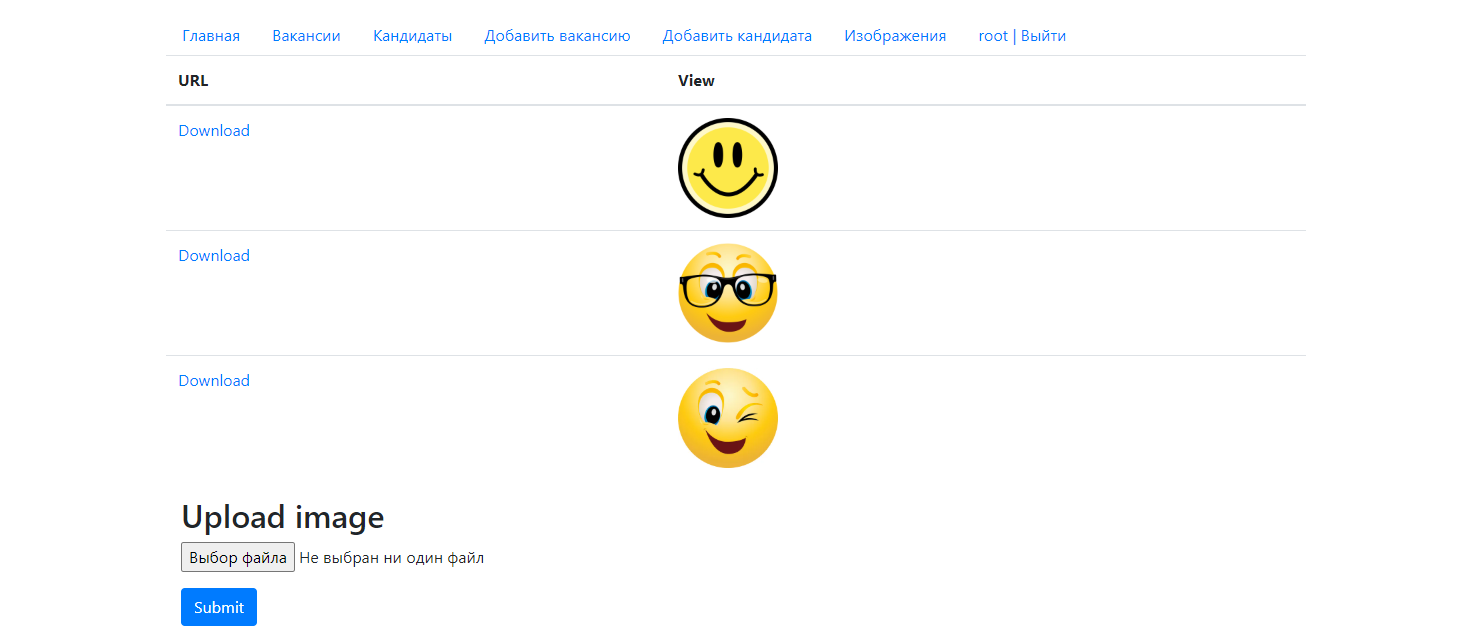 Главная Вакансии Кандидаты Добавить вакансию Добавить кандидата Изображения root | Выйти
URL View
Download
Download
Download
Upload image
Выбор файла Не выбран ни один файл
Submit